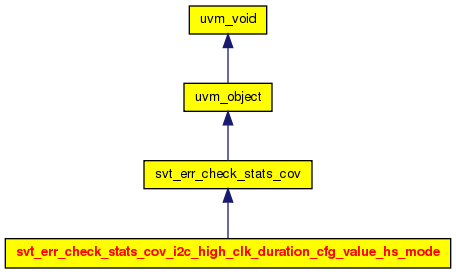 uvm_void
uvm_object
svt_err_check_stats_cov
svt_err_check_stats_cov_i2c_high_clk_duration_cfg_value_hs_mode